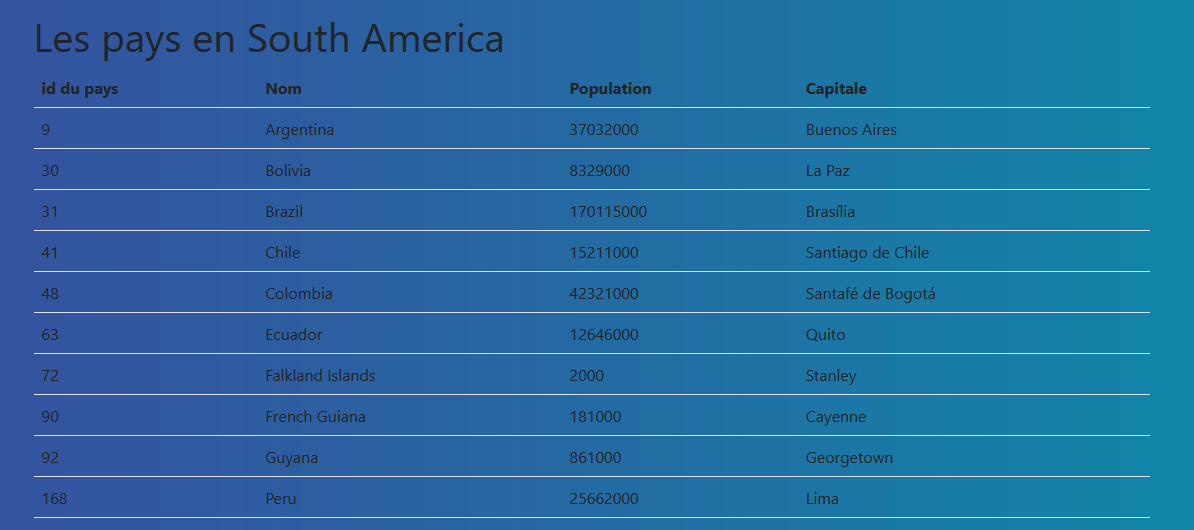 Les pays en South America
id du pays Nom Population Capitale
9 Argentina 37032000 Buenos Aires
30 Bolivia 8329000 La Paz
31 Brazil 170115000 Brasília
41 Chile 15211000 Santiago de Chile
48 Colombia 42321000 Santafé de Bogotá
63 Ecuador 12646000 Quito
72 Falkland Islands 2000 Stanley
90 French Guiana 181000 Cayenne
92 Guyana 861000 Georgetown
168 Peru 25662000 Lima